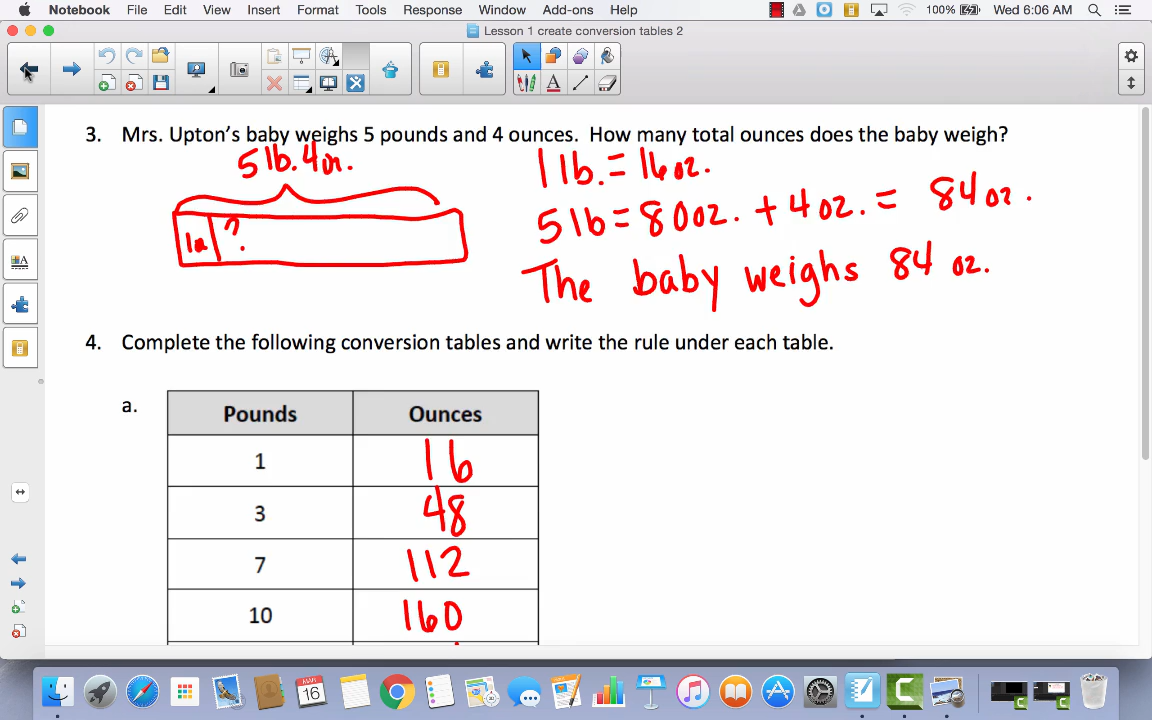 Notebook File Edit View Insert Format Tools Response Window Add-ons Help 100% Wed 6:06 AM
Lesson 1 create conversion tables 2
3. Mrs. Upton's baby weighs 5 pounds and 4 ounces. How many total ounces does the baby weigh?
5 lb. 4 in.
1 lb. = 16 oz.
5 lb = 80 oz. + 4 oz. = 84 oz.
?
The baby weighs 84 oz.
4. Complete the following conversion tables and write the rule under each table.
a.
Pounds Ounces
1 16
3 48
7 112
10 160
MAR 16